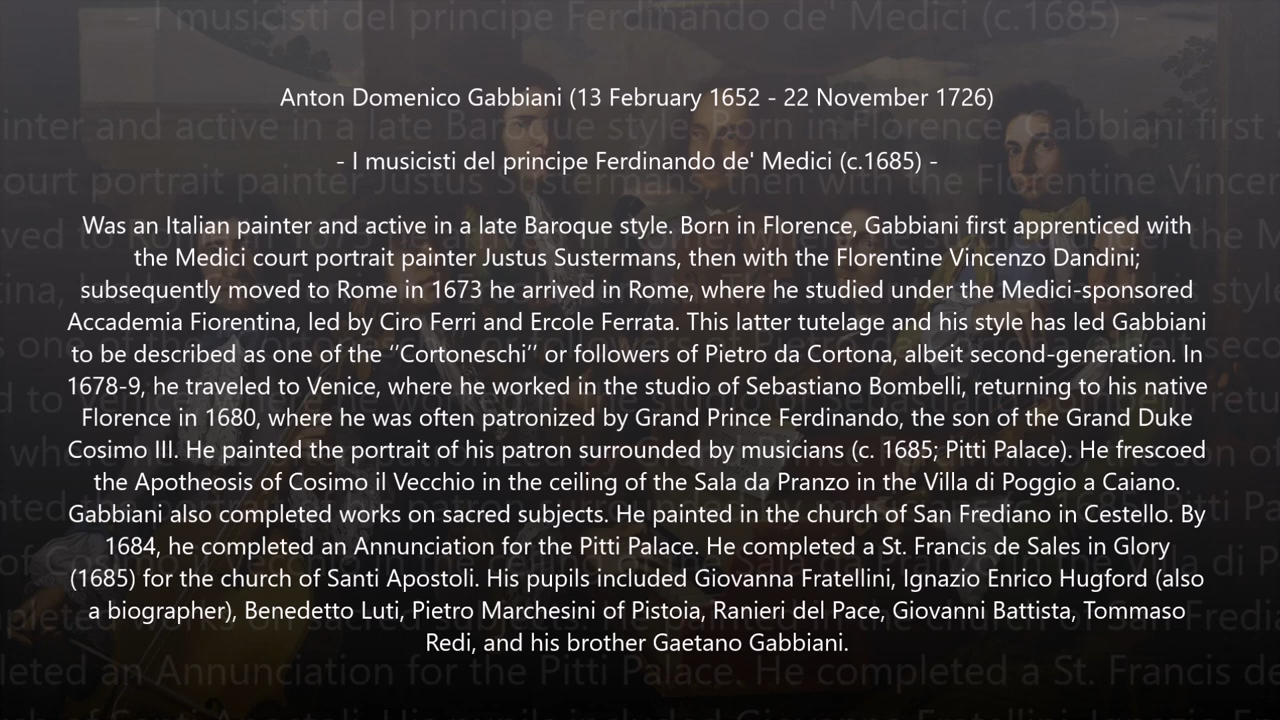 Anton Domenico Gabbiani (13 February 1652 - 22 November 1726)
- I musicisti del principe Ferdinando de' Medici (c.1685) -
Was an Italian painter and active in a late Baroque style. Born in Florence, Gabbiani first apprenticed with
the Medici court portrait painter Justus Sustermans, then with the Florentine Vincenzo Dandini;
subsequently moved to Rome in 1673 he arrived in Rome, where he studied under the Medici-sponsored
Accademia Fiorentina, led by Ciro Ferri and Ercole Ferrata. This latter tutelage and his style has led Gabbiani
to be described as one of the ‘’Cortoneschi’’ or followers of Pietro da Cortona, albeit second-generation. In
1678-9, he traveled to Venice, where he worked in the studio of Sebastiano Bombelli, returning to his native
Florence in 1680, where he was often patronized by Grand Prince Ferdinando, the son of the Grand Duke
Cosimo III. He painted the portrait of his patron surrounded by musicians (c. 1685; Pitti Palace). He frescoed
the Apotheosis of Cosimo il Vecchio in the ceiling of the Sala da Pranzo in the Villa di Poggio a Caiano.
Gabbiani also completed works on sacred subjects. He painted in the church of San Frediano in Cestello. By
1684, he completed an Annunciation for the Pitti Palace. He completed a St. Francis de Sales in Glory
(1685) for the church of Santi Apostoli. His pupils included Giovanna Fratellini, Ignazio Enrico Hugford (also
a biographer), Benedetto Luti, Pietro Marchesini of Pistoia, Ranieri del Pace, Giovanni Battista, Tommaso
Redi, and his brother Gaetano Gabbiani.